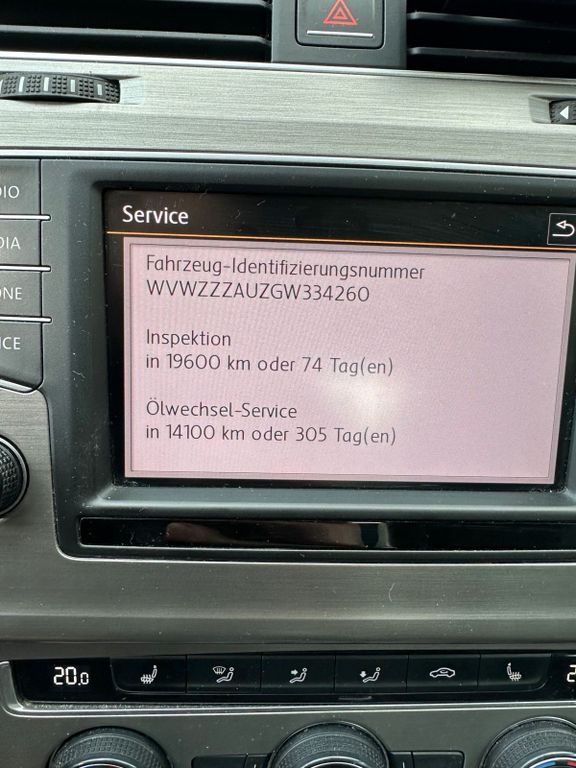 Service
Fahrzeug-Identifizierungsnummer
WVWZZZAUZGW334260
Inspektion
in 19600 km oder 74 Tag(en)
Ölwechsel-Service
in 14100 km oder 305 Tag(en)
20.0